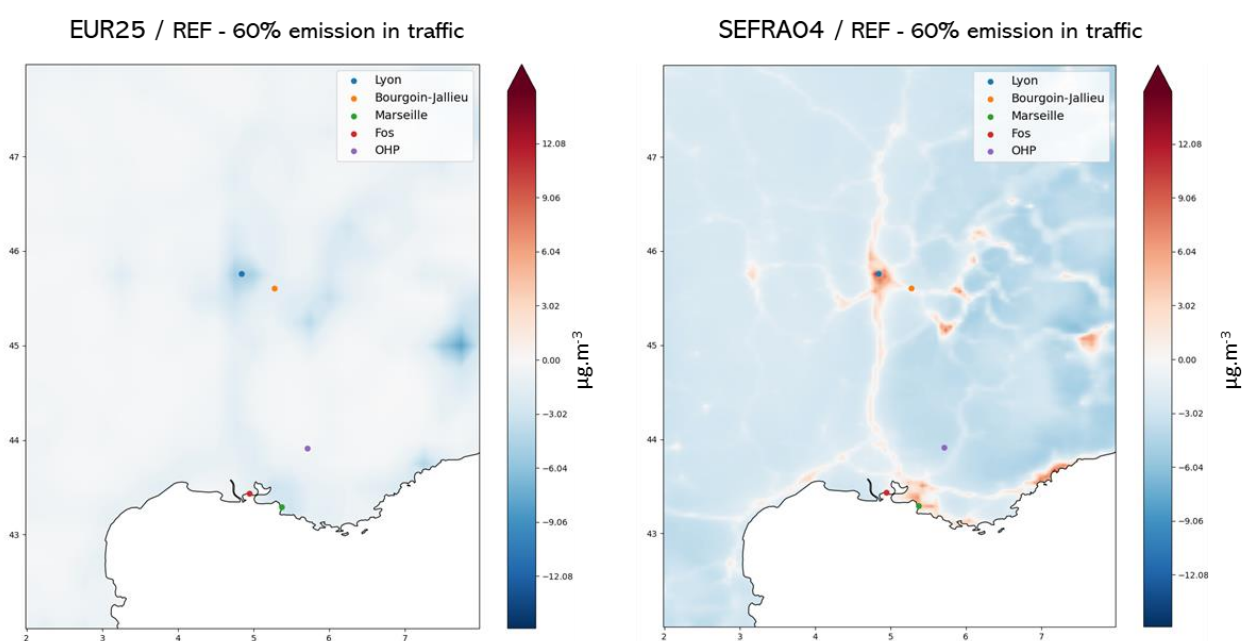 EUR25 / REF - 60% emission in traffic
Lyon
Bourgoin-Jallieu
Marseille
Fos
OHP
47
46
45
44
43
2
3
4
5
6
7
12.08
9.06
6.04
3.02
0.00
−3.02
−6.04
−9.06
−12.08
µg.m-3
SEFRA04 / REF - 60% emission in traffic
Lyon
Bourgoin-Jallieu
Marseille
Fos
OHP
47
46
45
44
43
2
3
4
5
6
7
12.08
9.06
6.04
3.02
0.00
−3.02
−6.04
−9.06
−12.08
µg.m-3